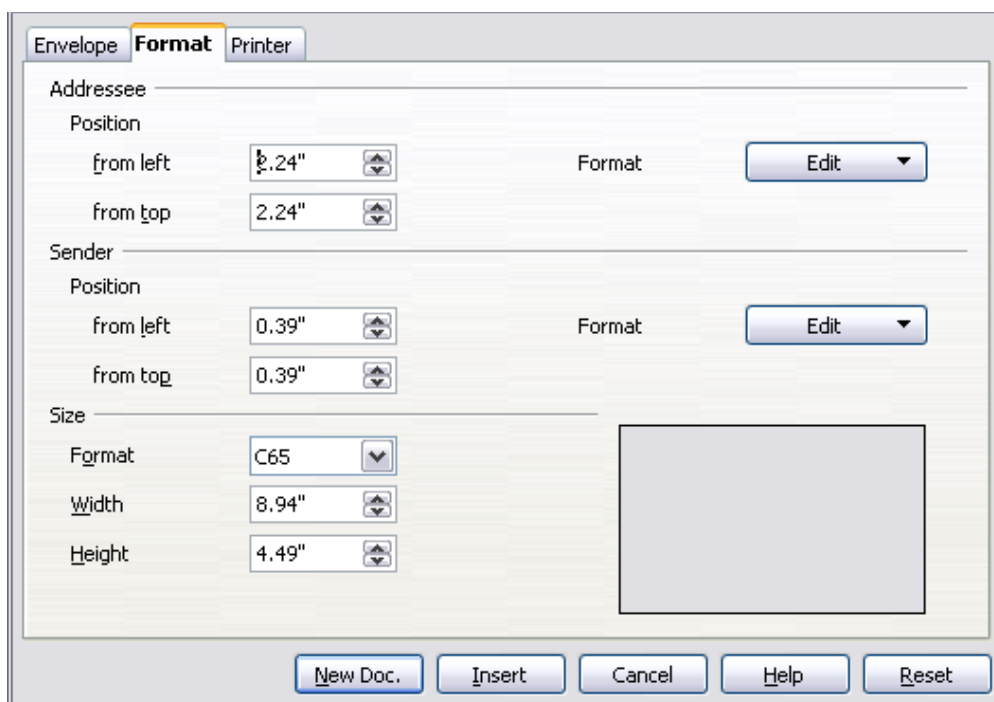 Envelope Format Printer
Addressee
Position
from left 2.24" Format Edit
from top 2.24"
Sender
Position
from left 0.39" Format Edit
from top 0.39"
Size
Format C65
Width 8.94"
Height 4.49"
New Doc. Insert Cancel Help Reset